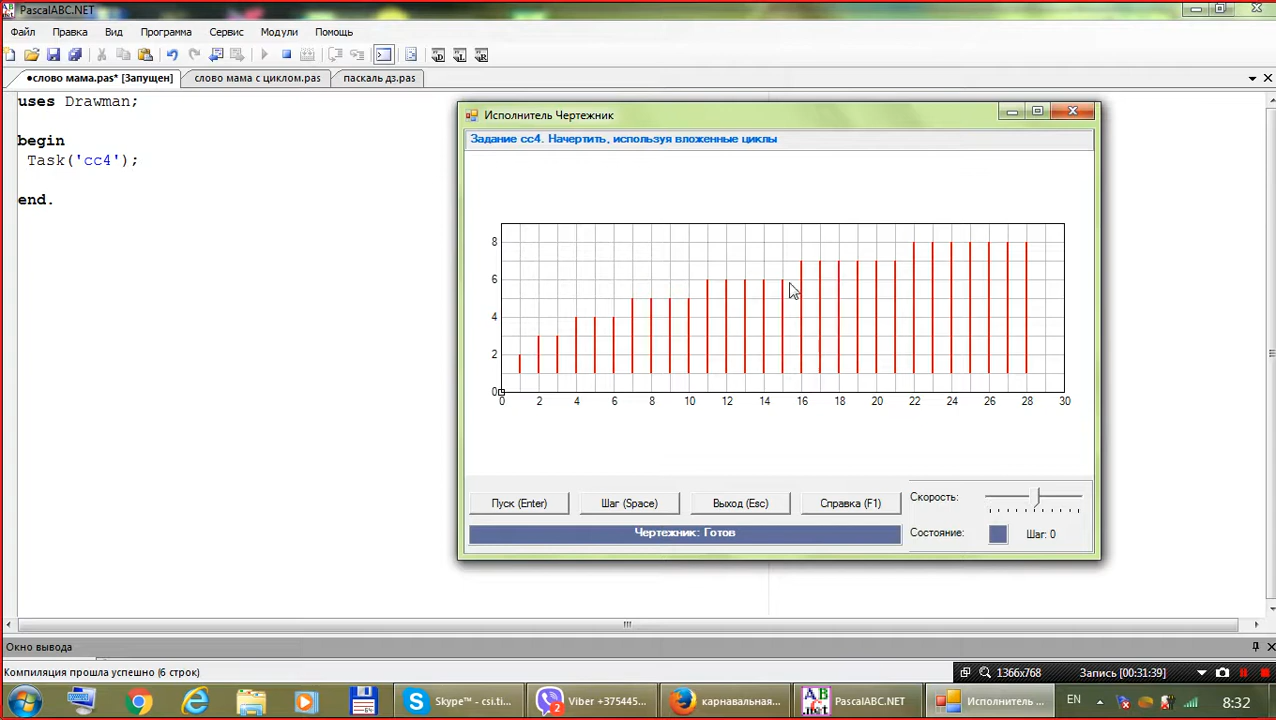 PascalABC.NET
Файл Правка Вид Программа Сервис Модули Помощь
•слово мама.pas* [Запущен] слово мама с циклом.pas паскаль дз.pas
uses Drawman;
begin
Task('cc4');
end.
Исполнитель Чертежник
Задание cc4. Начертить, используя вложенные циклы
8
6
4
2
0
0 2 4 6 8 10 12 14 16 18 20 22 24 26 28 30
Пуск (Enter) Шаг (Space) Выход (Esc) Справка (F1)
Скорость:
Чертежник: Готов
Состояние: Шаг: 0
Окно вывода
Компиляция прошла успешно (6 строк)
1366x768 Запись [00:31:39]
Skype™ - csi.ti... Viber +375445... карнавальная... PascalABC.NET Исполнитель ... EN 8:32